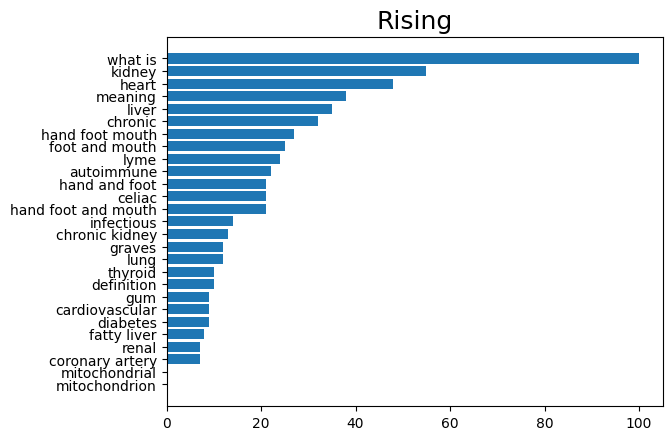 Rising
what is
kidney
heart
meaning
liver
chronic
hand foot mouth
foot and mouth
lyme
autoimmune
hand and foot
celiac
hand foot and mouth
infectious
chronic kidney
graves
lung
thyroid
definition
gum
cardiovascular
diabetes
fatty liver
renal
coronary artery
mitochondrial
mitochondrion
0 20 40 60 80 100